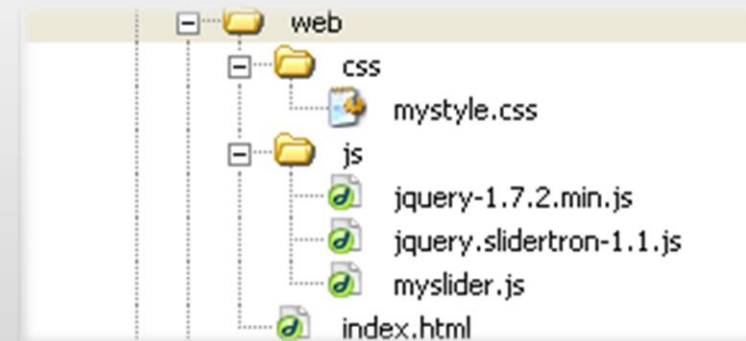 web
css
mystyle.css
js
jquery-1.7.2.min.js
jquery.slidertron-1.1.js
myslider.js
index.html